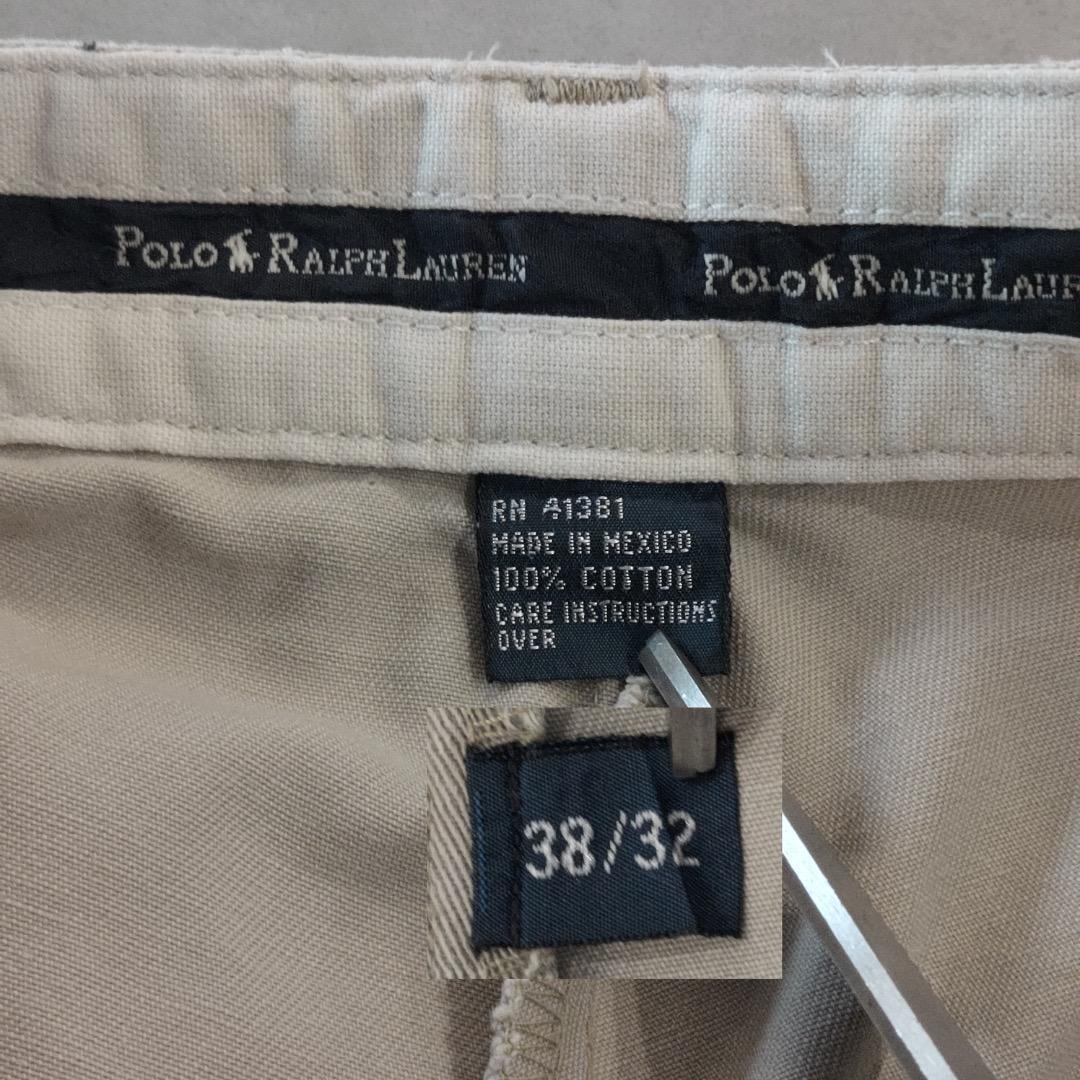 POLO RALPH LAUREN POLO RALPH LAUR
RN 41381
MADE IN MEXICO
100% COTTON
CARE INSTRUCTIONS
OVER
38/32